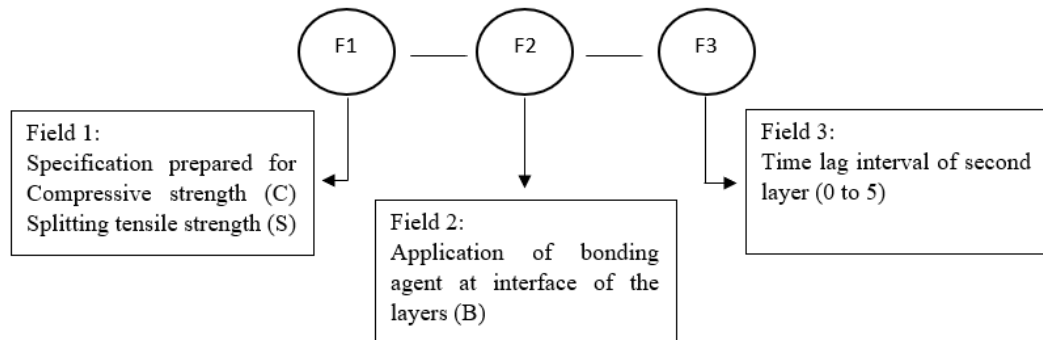 F1
F2
F3
Field 1:
Specification prepared for
Compressive strength (C)
Splitting tensile strength (S)
Field 2:
Application of bonding
agent at interface of the
layers (B)
Field 3:
Time lag interval of second
layer (0 to 5)